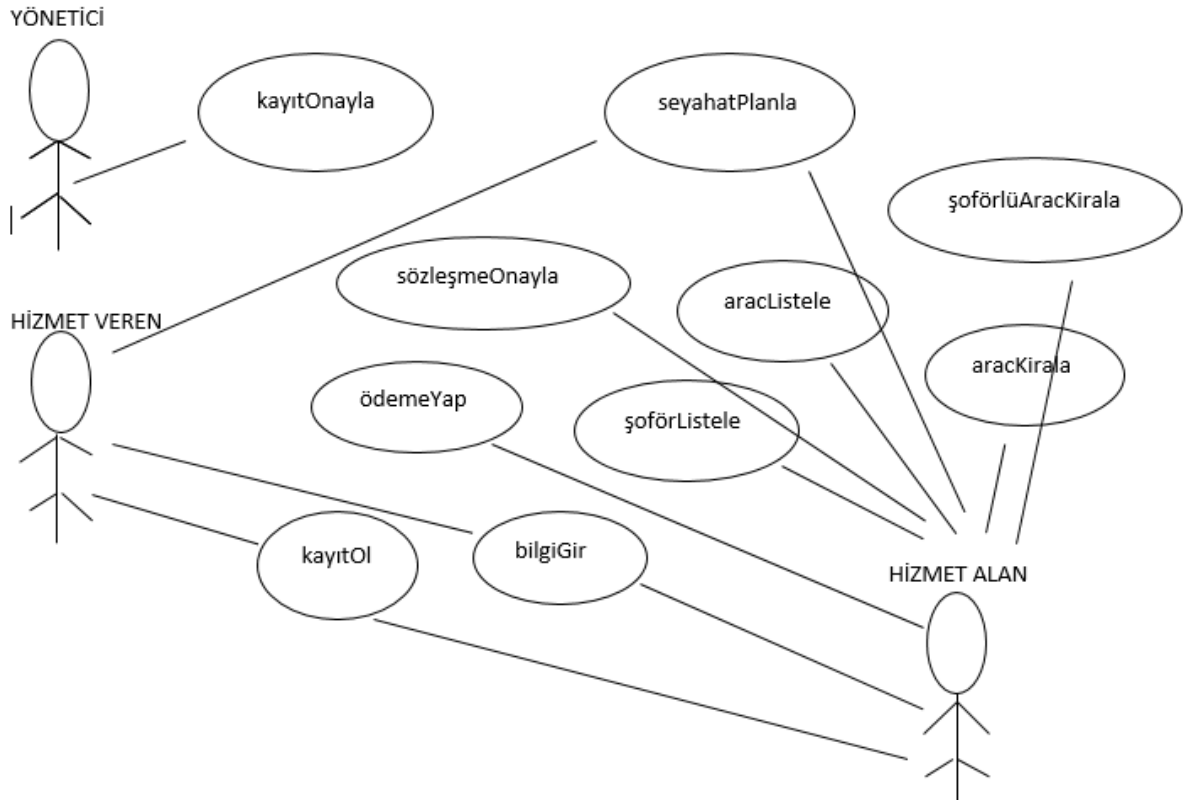 YÖNETİCİ
kayıtOnayla
seyahatPlanla
şoförlüAracKirala
sözleşmeOnayla
aracListele
HİZMET VEREN
aracKirala
ödemeYap
şoförListele
kayıtOl
bilgiGir
HİZMET ALAN